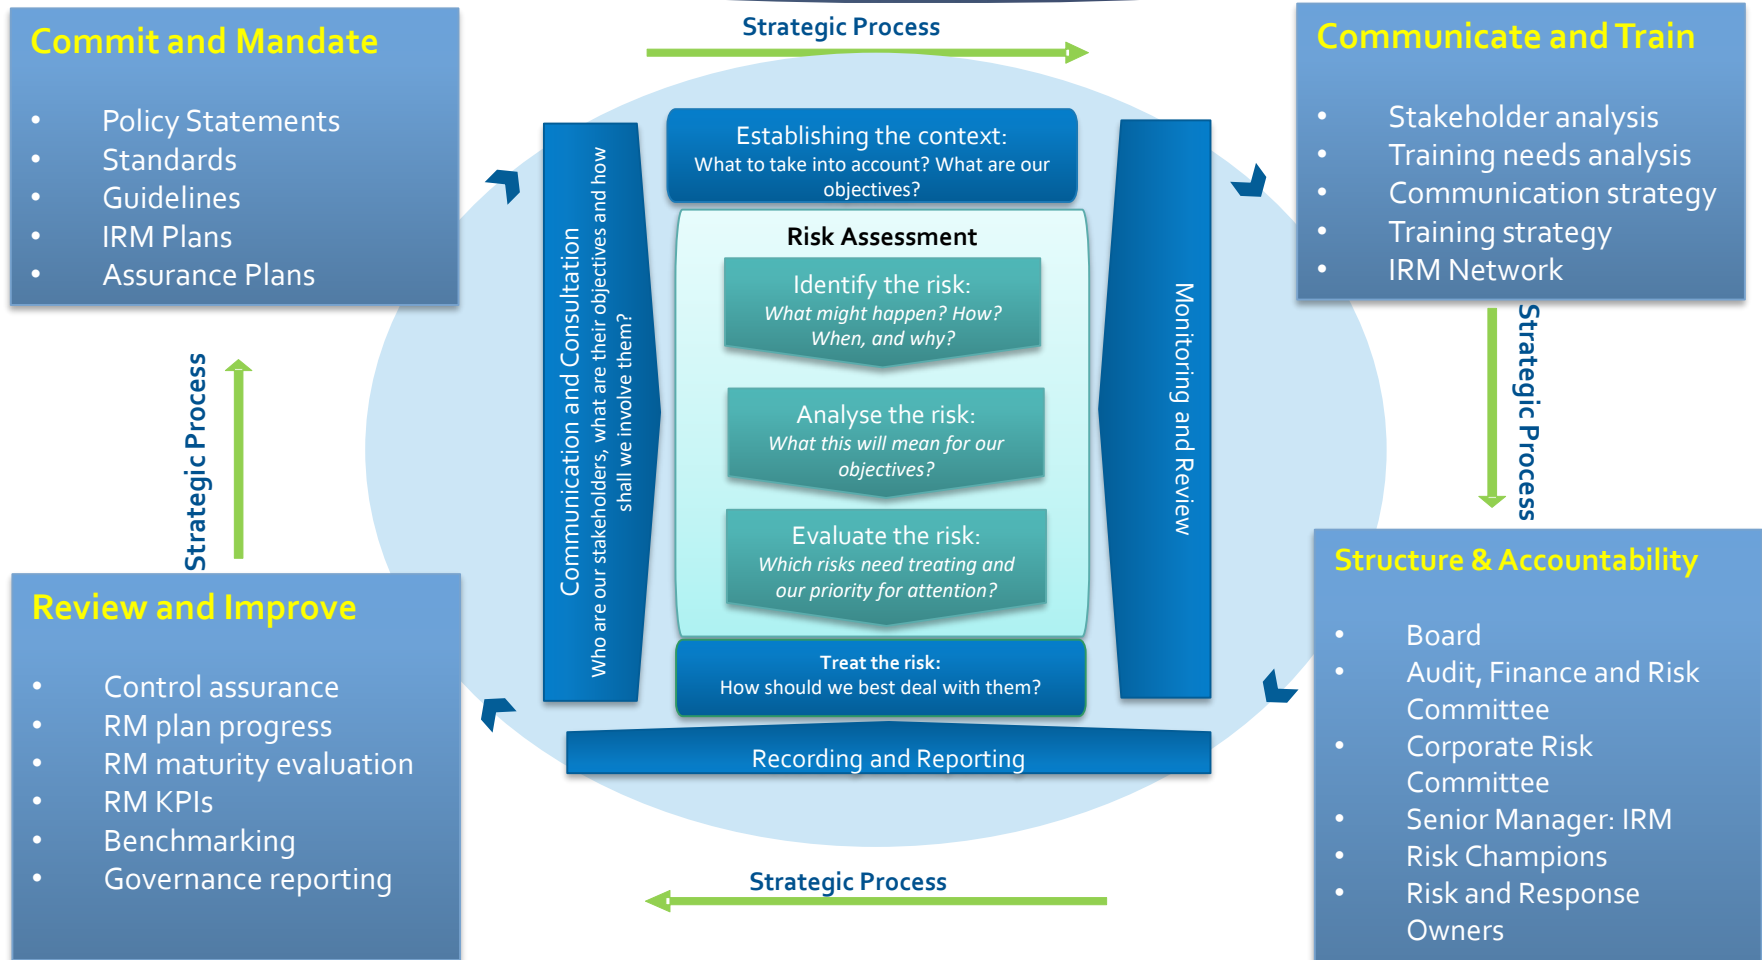 Strategic Process
Commit and Mandate
• Policy Statements
• Standards
• Guidelines
• IRM Plans
• Assurance Plans
Communicate and Train
• Stakeholder analysis
• Training needs analysis
• Communication strategy
• Training strategy
• IRM Network
Establishing the context:
What to take into account? What are our
objectives?
Communication and Consultation
Who are our stakeholders, what are their objectives and how
shall we involve them?
Risk Assessment
Identify the risk:
What might happen? How?
When, and why?
Analyse the risk:
What this will mean for our
objectives?
Evaluate the risk:
Which risks need treating and
our priority for attention?
Treat the risk:
How should we best deal with them?
Monitoring and Review
Recording and Reporting
Strategic Process
Strategic Process
Review and Improve
• Control assurance
• RM plan progress
• RM maturity evaluation
• RM KPIs
• Benchmarking
• Governance reporting
Structure & Accountability
• Board
• Audit, Finance and Risk
Committee
• Corporate Risk
Committee
• Senior Manager: IRM
• Risk Champions
• Risk and Response
Owners
Strategic Process